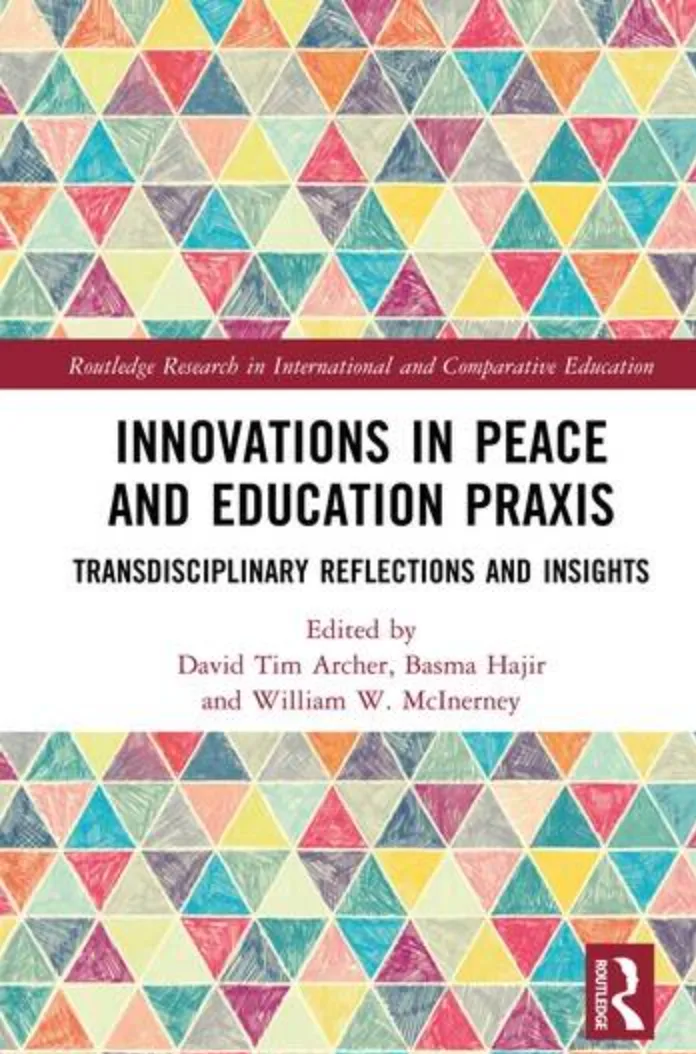 Routledge Research in International and Comparative Education
INNOVATIONS IN PEACE
AND EDUCATION PRAXIS
TRANSDISCIPLINARY REFLECTIONS AND INSIGHTS
Edited by
David Tim Archer, Basma Hajir
and William W. McInerney
ROUTLEDGE